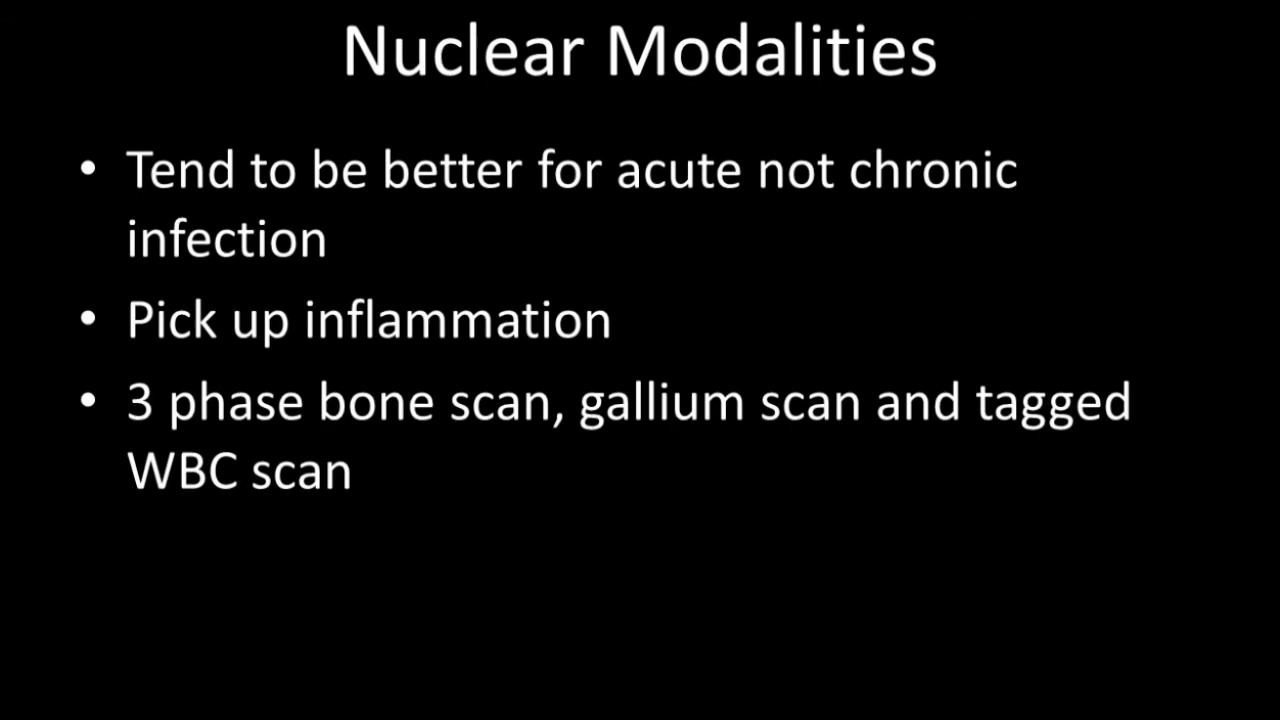 Nuclear Modalities
• Tend to be better for acute not chronic
infection
• Pick up inflammation
• 3 phase bone scan, gallium scan and tagged
WBC scan